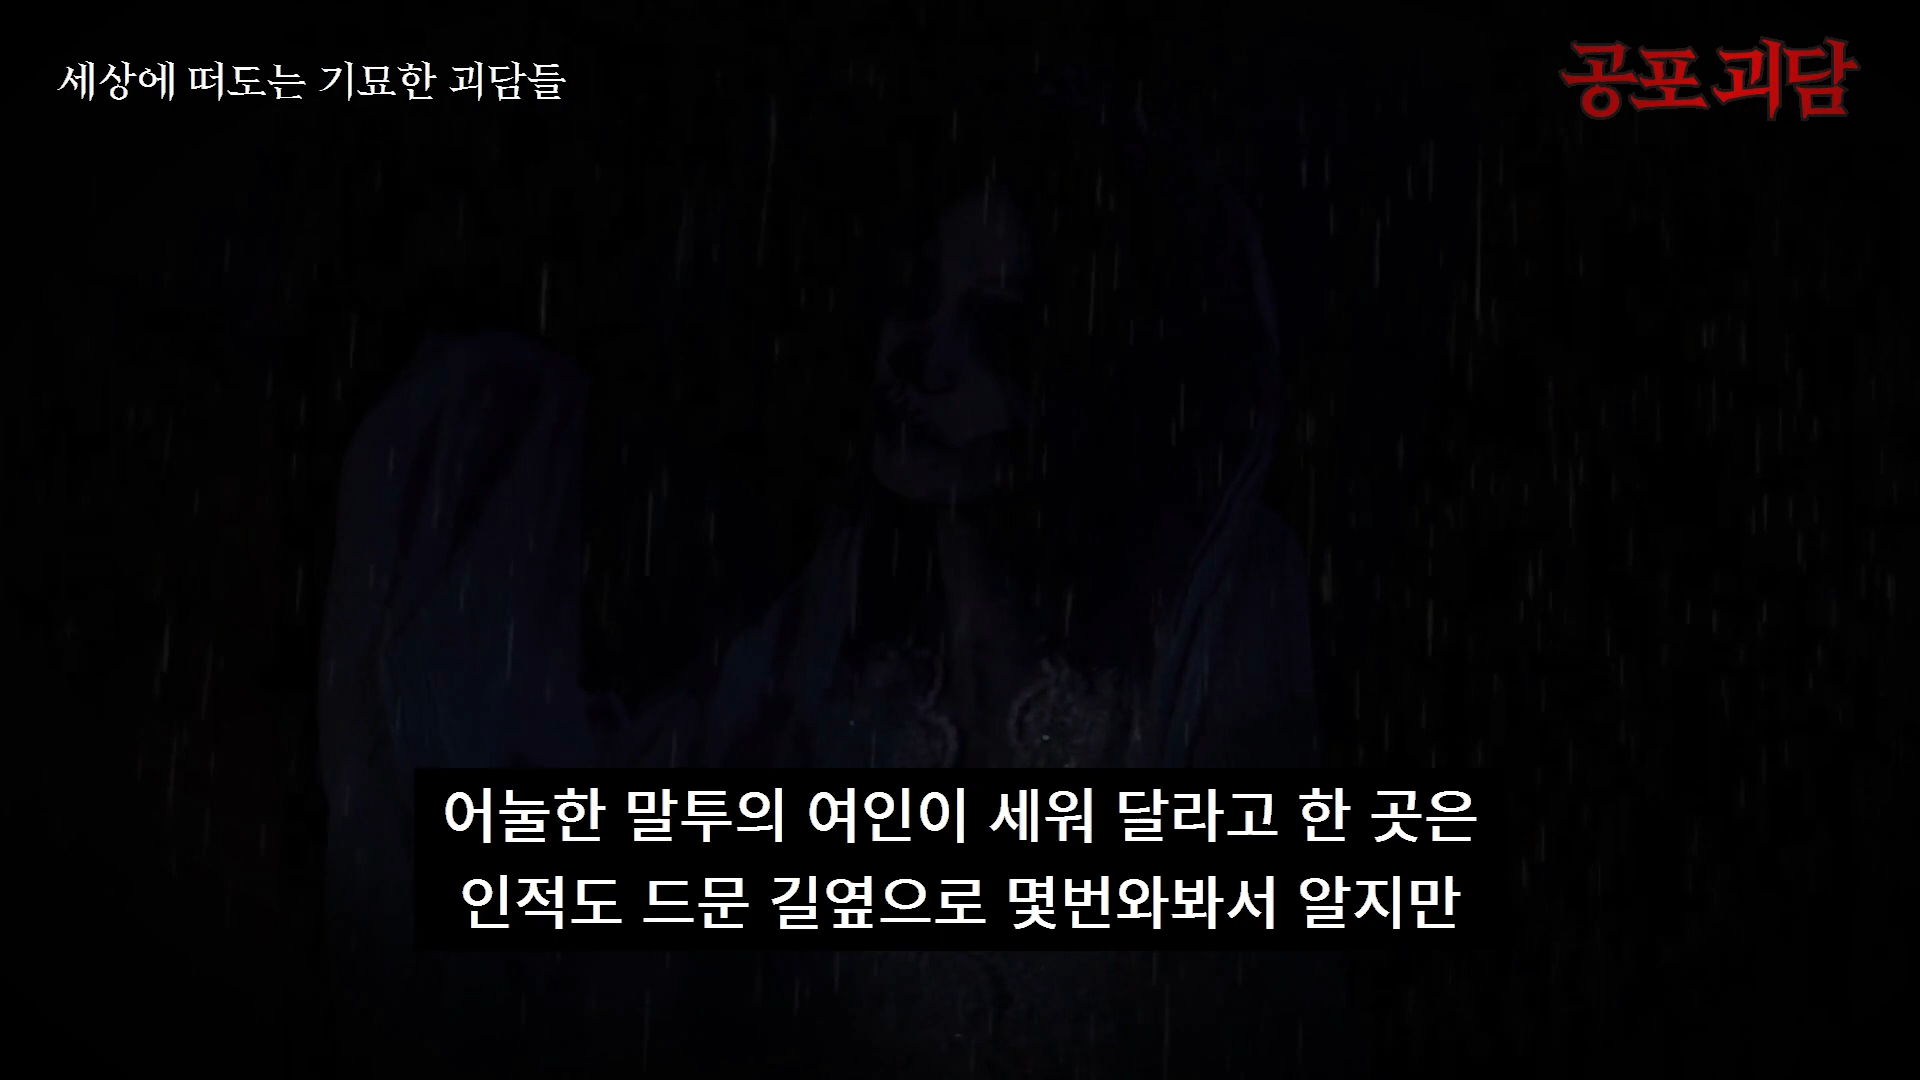 세상에 떠도는 기묘한 괴담들
공포 괴담
어눌한 말투의 여인이 세워 달라고 한 곳은
인적도 드문 길옆으로 몇번와봐서 알지만